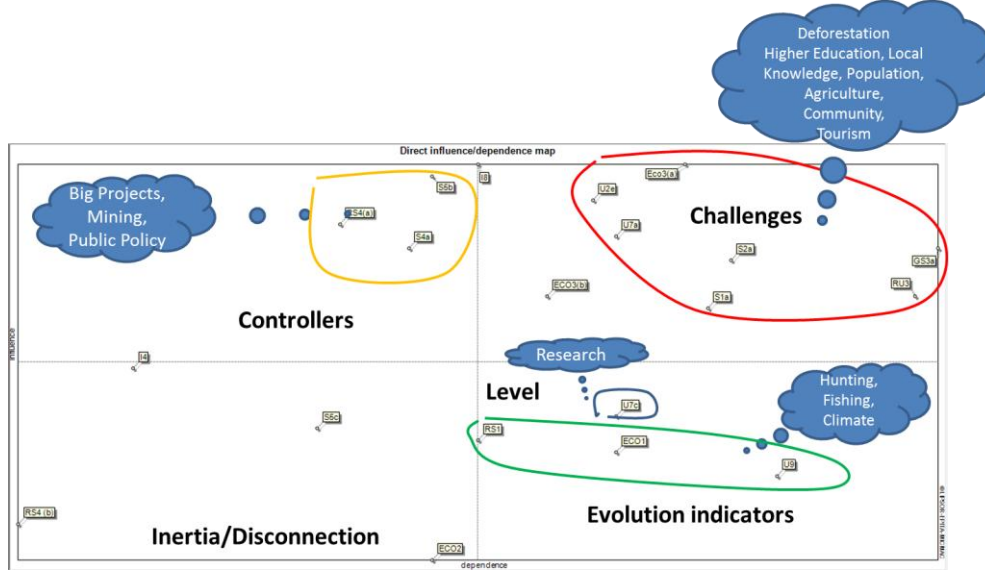 Deforestation
Higher Education, Local
Knowledge, Population,
Agriculture,
Community,
Tourism
Direct influence/dependence map
Big Projects,
Mining,
Public Policy
S5b
I8
Eco3(a)
U2e
S4(a)
S4a
U7a
Challenges
S2a
GS3a
RU3
ECO3(b)
S1a
Controllers
influence
I4
Research
Hunting,
Fishing,
Climate
Level
U7c
S5c
RS1
ECO1
U9
RS4 (b)
Evolution indicators
Inertia/Disconnection
ECO2
dependence